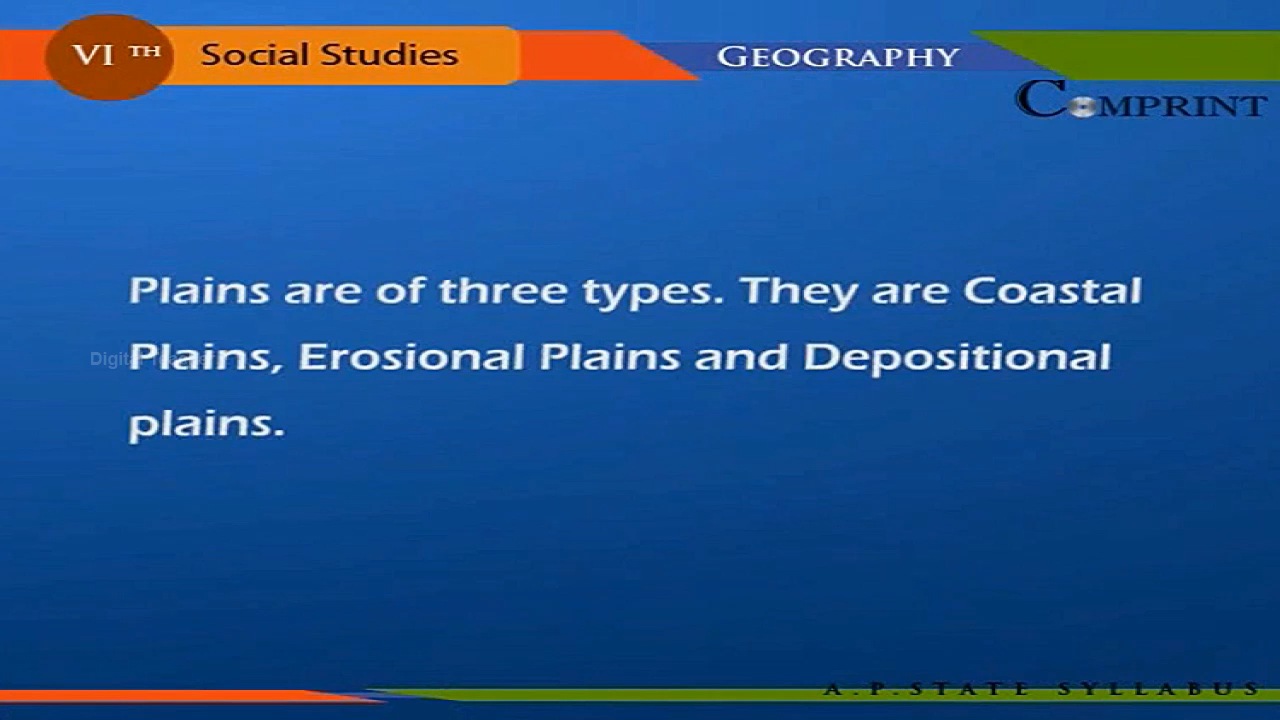 VI TH Social Studies GEOGRAPHY
COMPRINT
Plains are of three types. They are Coastal
Plains, Erosional Plains and Depositional
plains.
A.P.STATE SYLLABUS